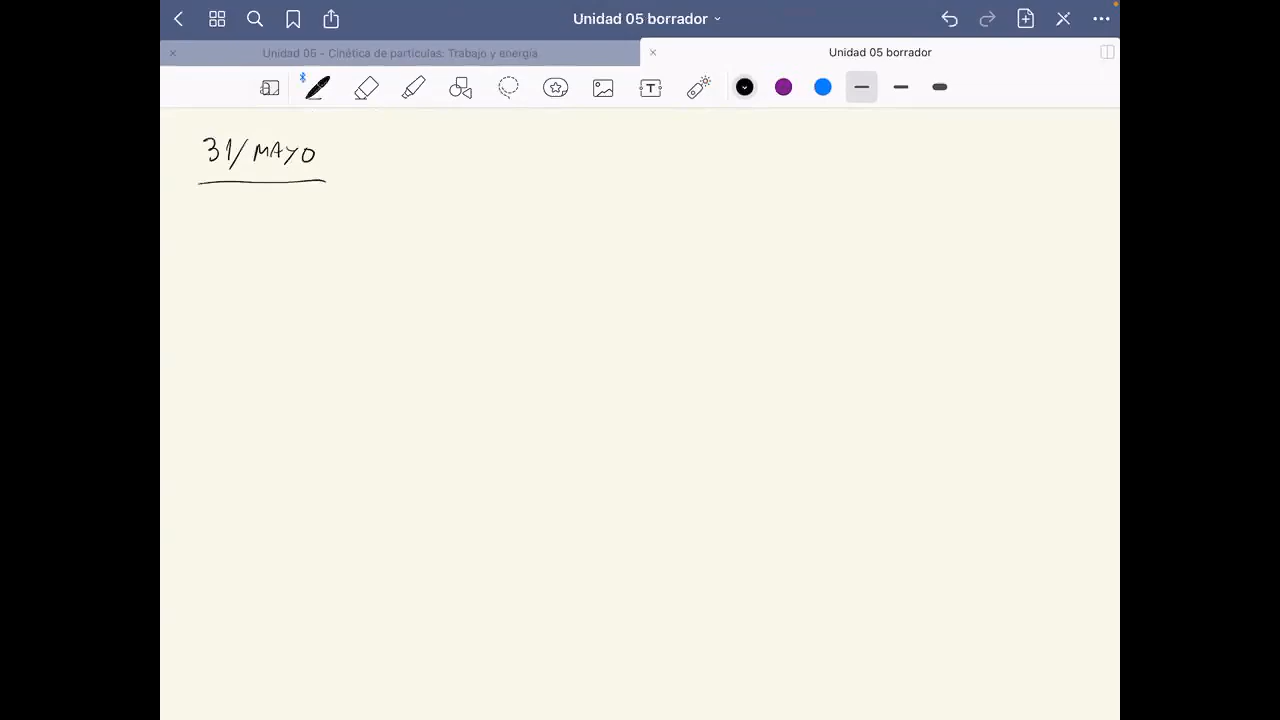 Unidad 05 borrador
Unidad 05 - Cinética de partículas: Trabajo y energía
Unidad 05 borrador
T
31/MAYO